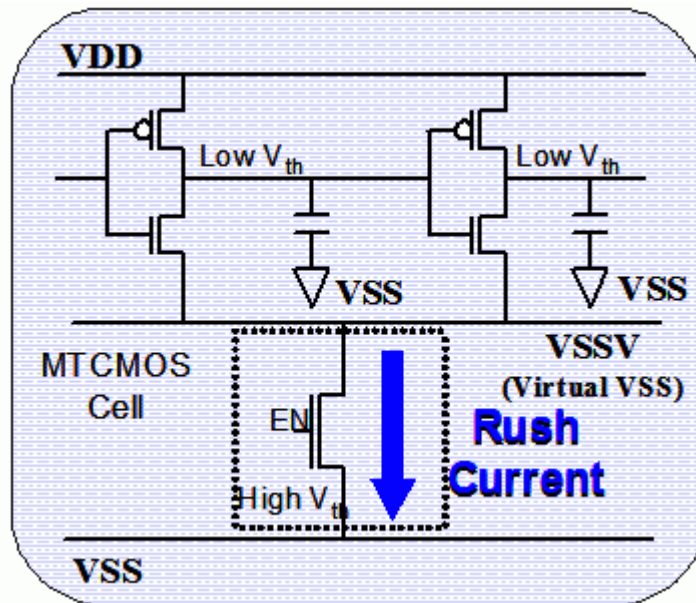 VDD
Low Vth
Low Vth
VSS
VSS
VSSV
(Virtual VSS)
MTCMOS
Cell
EN
High Vth
Rush
Current
VSS